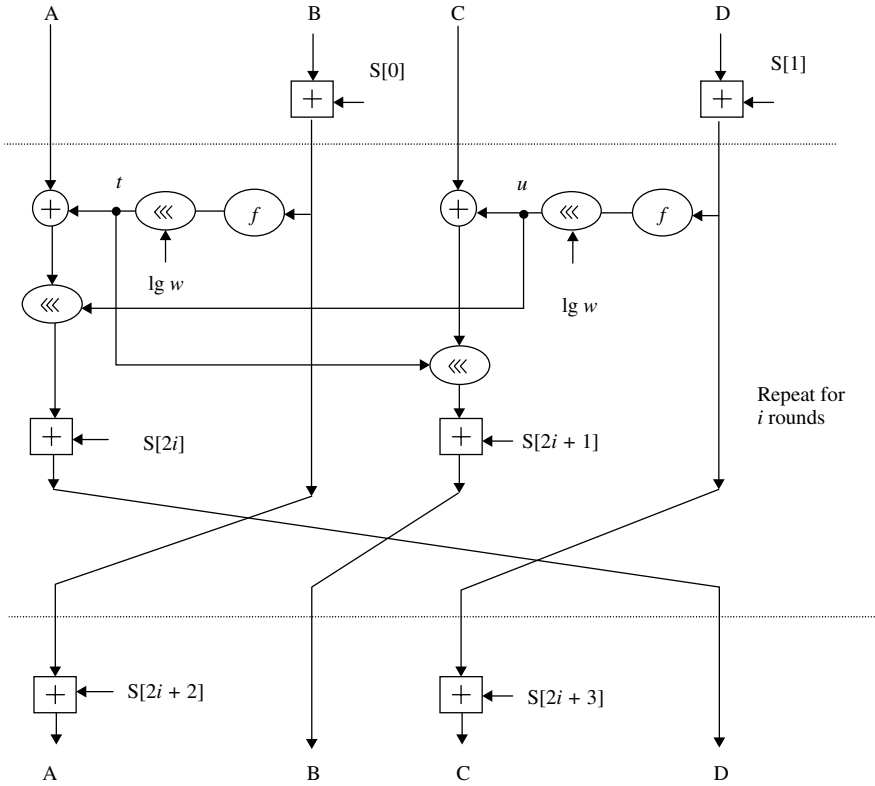 A B C D
S[0] S[1]
t u
⋘ f ⋘ f
lg w lg w
⋘
⋘
Repeat for
i rounds
S[2i] S[2i + 1]
S[2i + 2] S[2i + 3]
A B C D